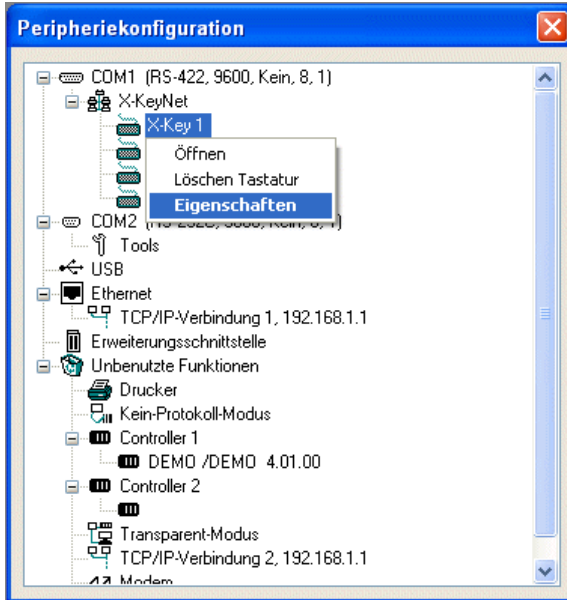 Peripheriekonfiguration
COM1 (RS-422, 9600, Kein, 8, 1)
X-KeyNet
X-Key 1
Öffnen
Löschen Tastatur
Eigenschaften
COM2
Tools
USB
Ethernet
TCP/IP-Verbindung 1, 192.168.1.1
Erweiterungsschnittstelle
Unbenutzte Funktionen
Drucker
Kein-Protokoll-Modus
Controller 1
DEMO /DEMO 4.01.00
Controller 2
Transparent-Modus
TCP/IP-Verbindung 2, 192.168.1.1
Modem